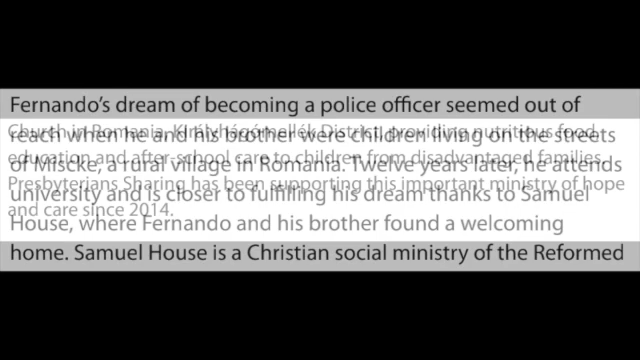 Fernando's dream of becoming a police officer seemed out of
reach when he and his brother were children living on the streets
of Miscke, a rural village in Romania. Twelve years later, he attends
university and is closer to fulfilling his dream thanks to Samuel
House, where Fernando and his brother found a welcoming
home. Samuel House is a Christian social ministry of the Reformed
Church in Romania, Királyhágómellék District, providing nutritious food,
education and after-school care to children from disadvantaged families.
Presbyterians Sharing has been supporting this important ministry of hope
and care since 2014.